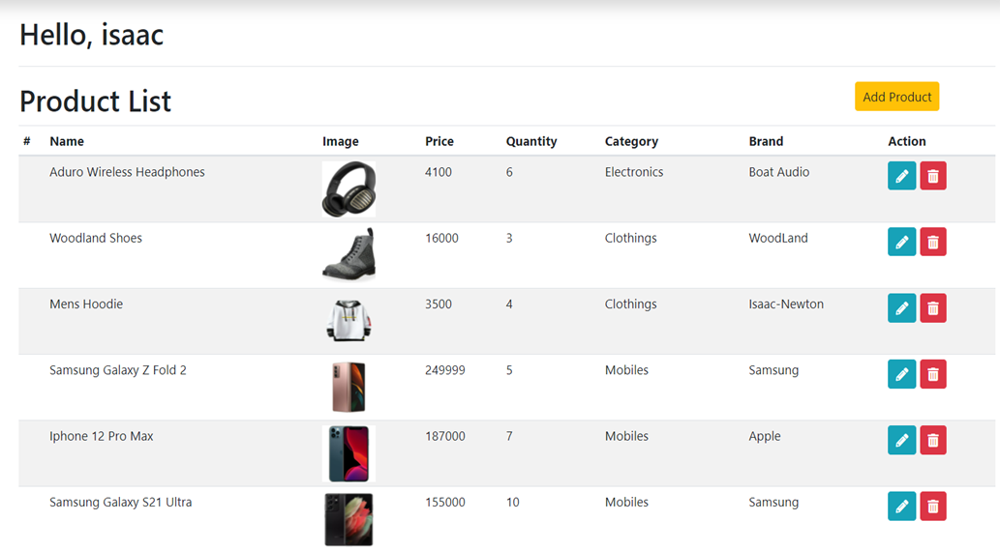 Hello, isaac
Product List
Add Product
# Name Image Price Quantity Category Brand Action
Aduro Wireless Headphones 4100 6 Electronics Boat Audio
Woodland Shoes 16000 3 Clothings WoodLand
Mens Hoodie 3500 4 Clothings Isaac-Newton
Samsung Galaxy Z Fold 2 249999 5 Mobiles Samsung
Iphone 12 Pro Max 187000 7 Mobiles Apple
Samsung Galaxy S21 Ultra 155000 10 Mobiles Samsung